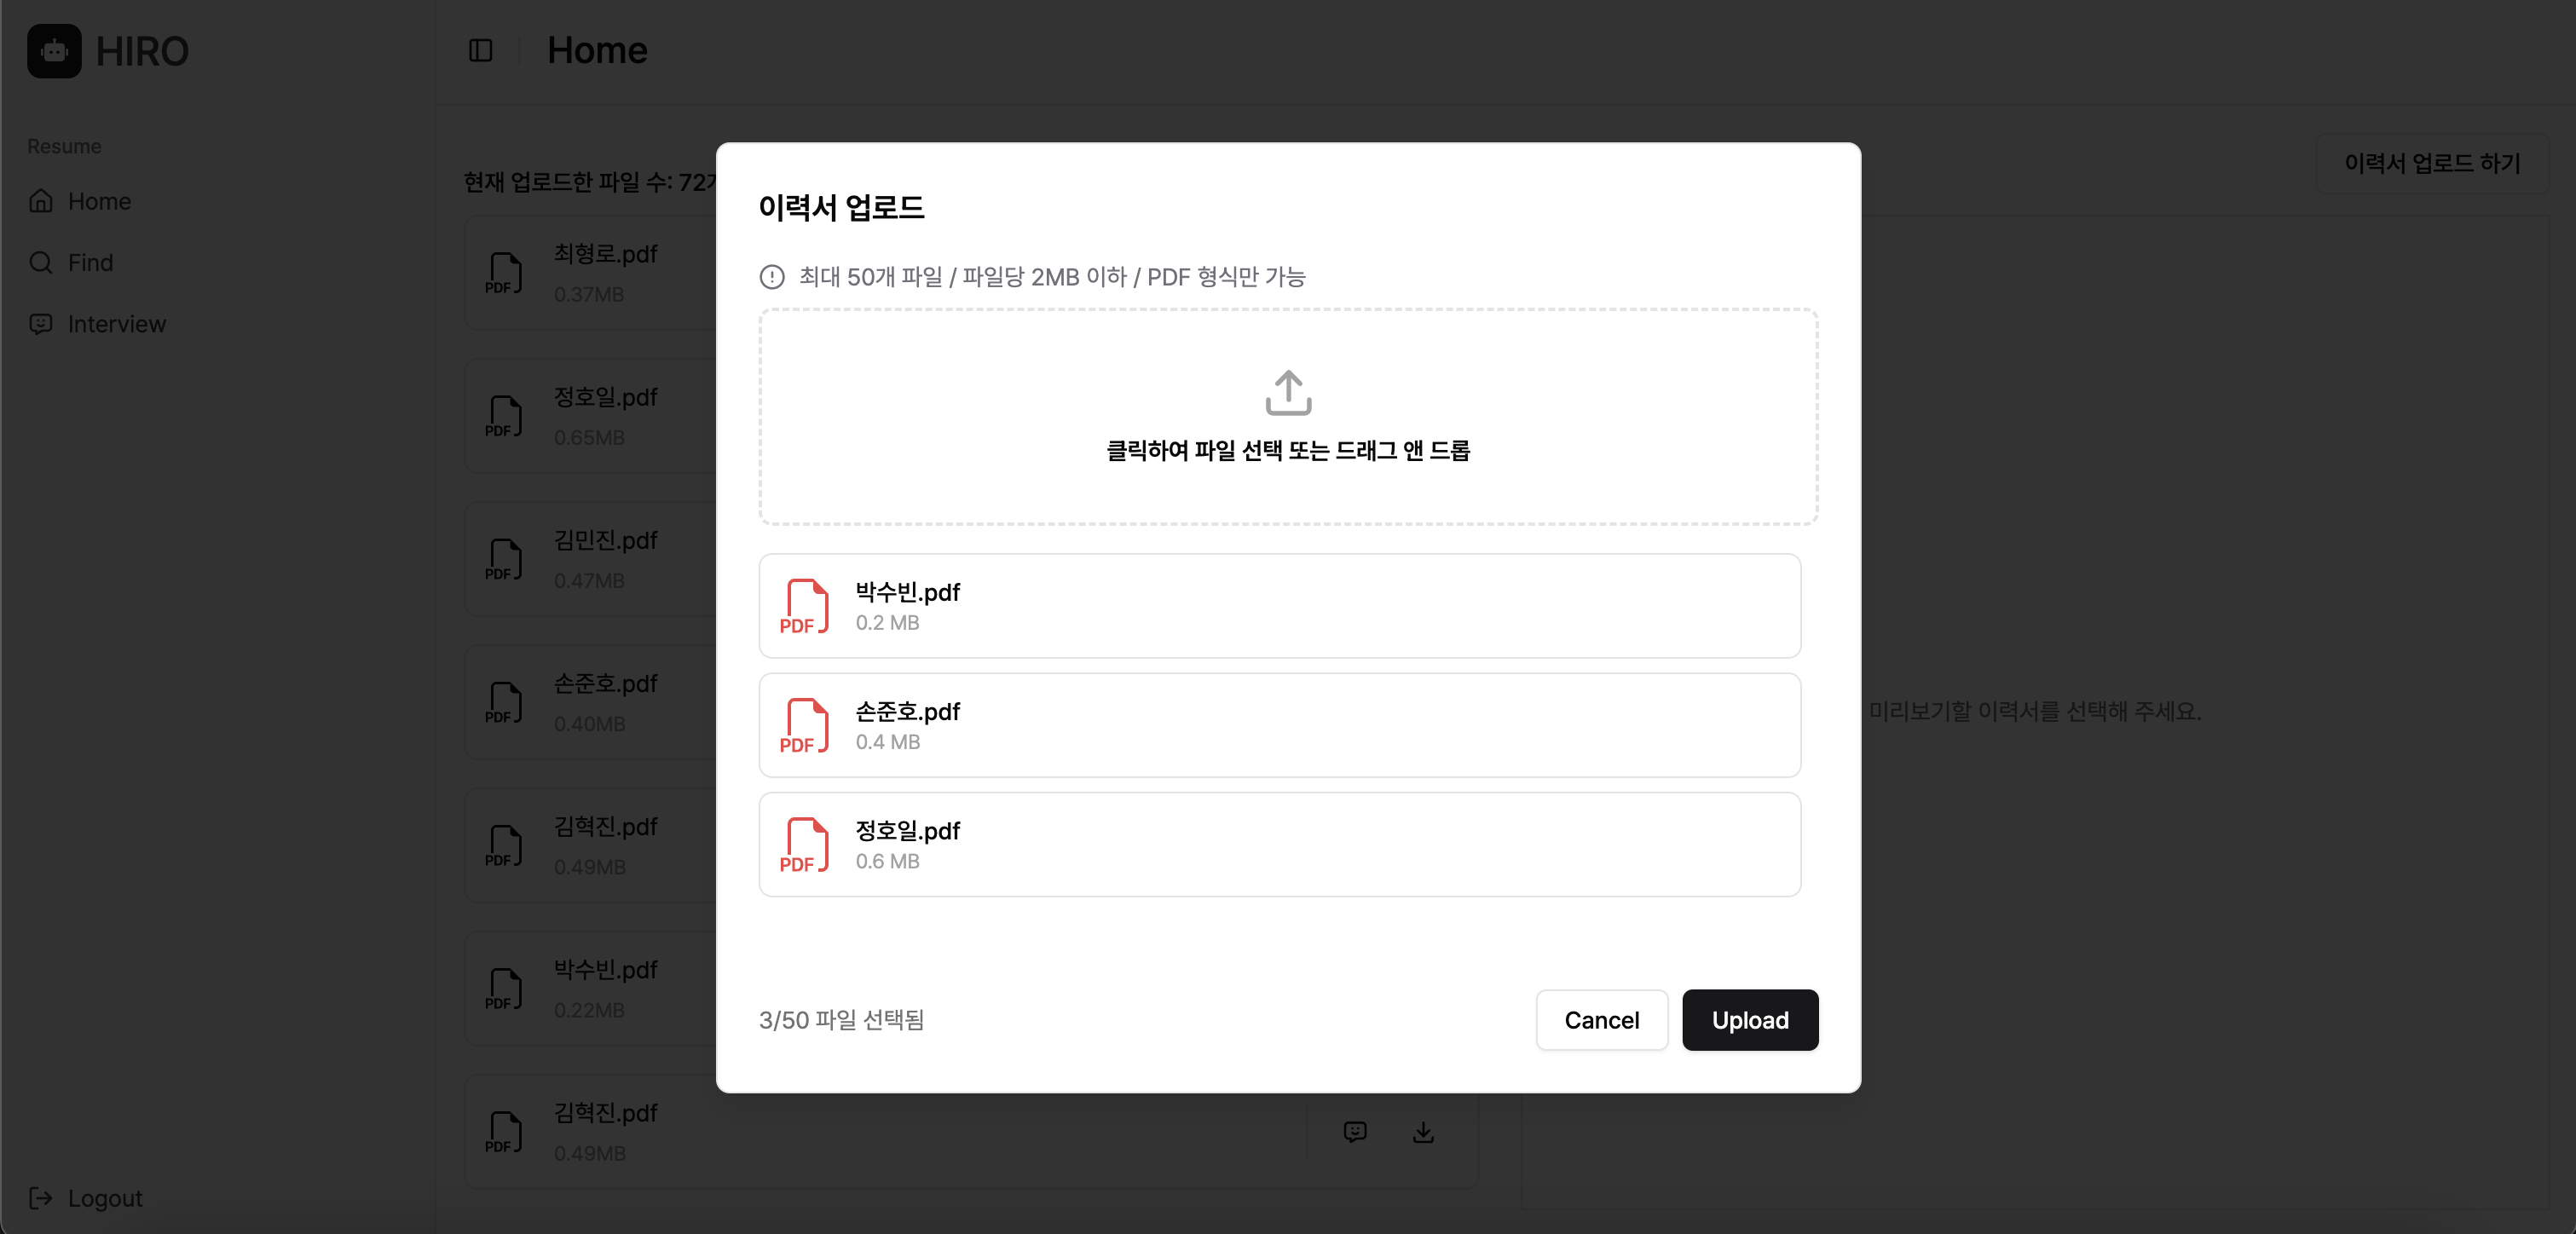 HIRO
Home
Resume
Home
Find
Interview
Logout
현재 업로드한 파일 수: 72
이력서 업로드 하기
최형로.pdf
0.37MB
정호일.pdf
0.65MB
김민진.pdf
0.47MB
손준호.pdf
0.40MB
김혁진.pdf
0.49MB
박수빈.pdf
0.22MB
김혁진.pdf
0.49MB
PDF
PDF
PDF
PDF
PDF
PDF
PDF
미리보기할 이력서를 선택해 주세요.
이력서 업로드
최대 50개 파일 / 파일당 2MB 이하 / PDF 형식만 가능
클릭하여 파일 선택 또는 드래그 앤 드롭
PDF
박수빈.pdf
0.2 MB
PDF
손준호.pdf
0.4 MB
PDF
정호일.pdf
0.6 MB
3/50 파일 선택됨
Cancel
Upload